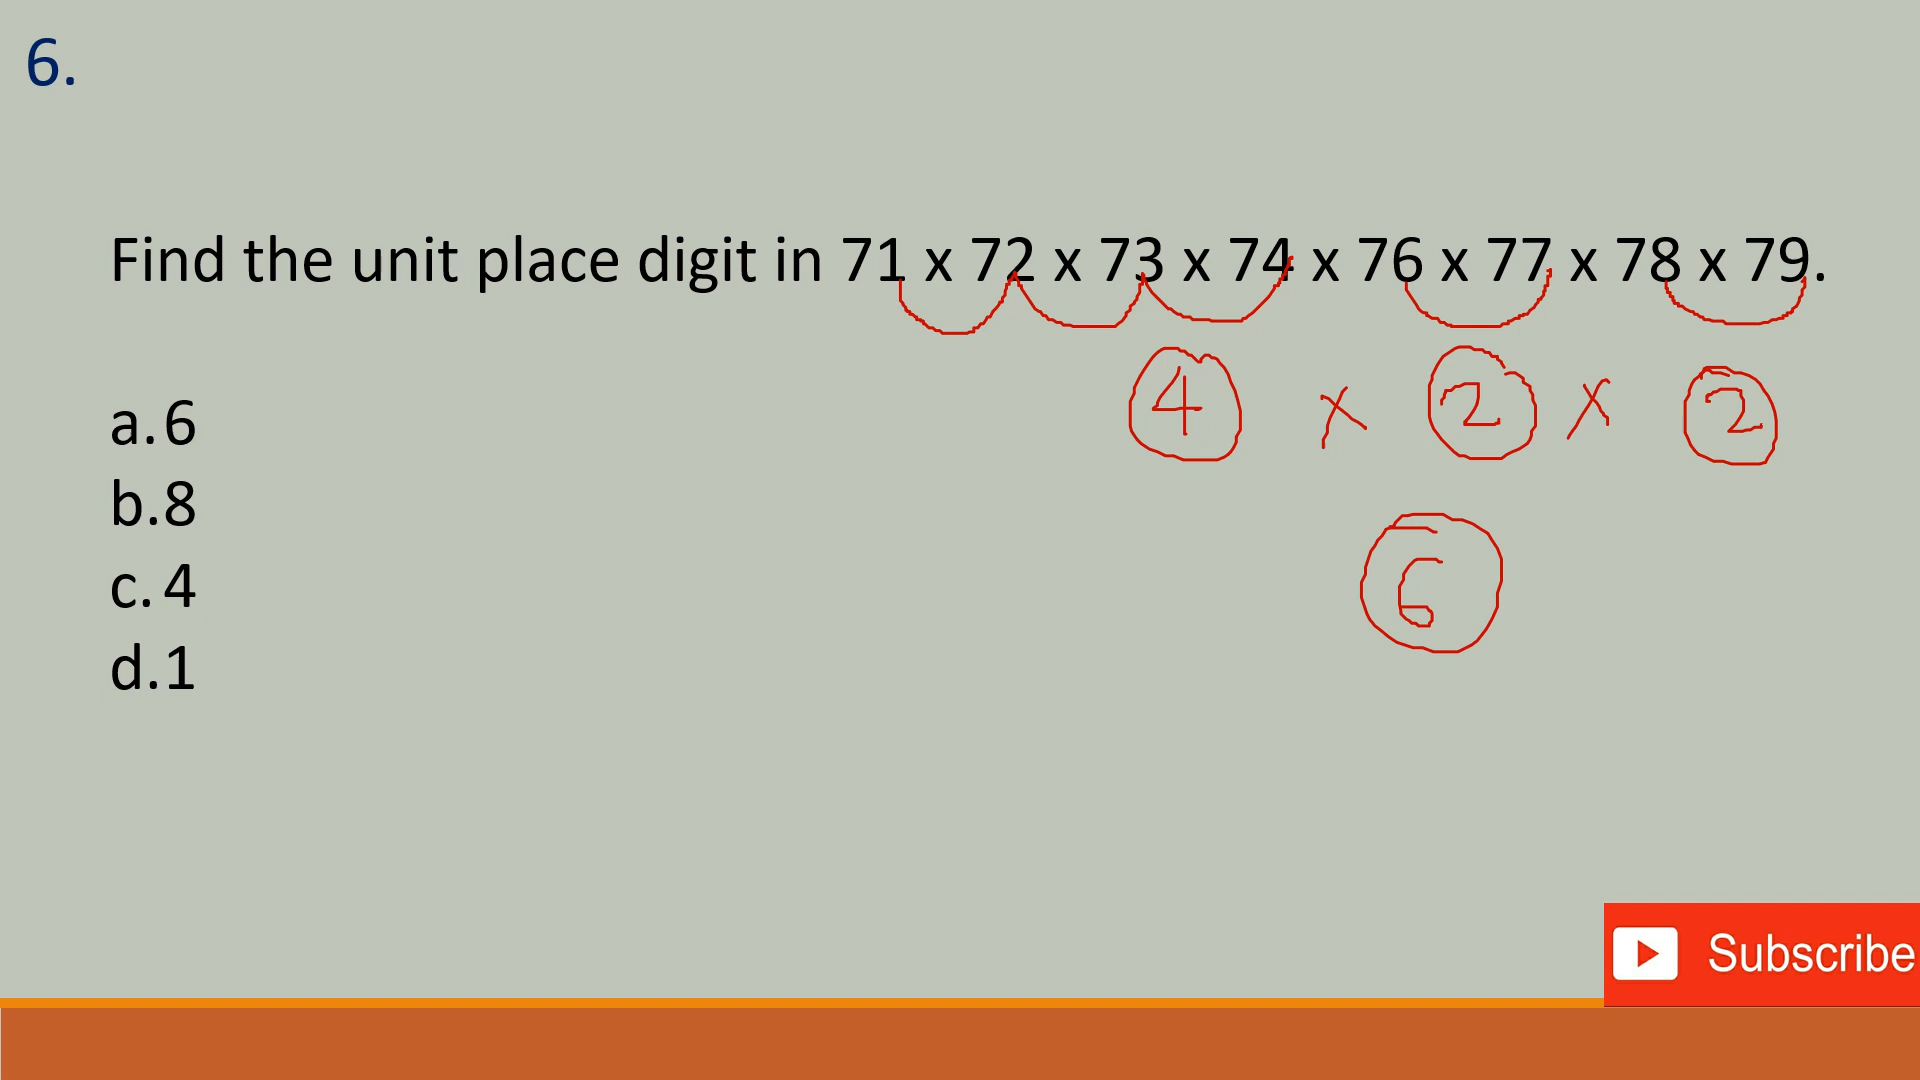 6.
Find the unit place digit in 71 x 72 x 73 x 74 x 76 x 77 x 78 x 79.
4 x 2 x 2
6
a. 6
b. 8
c. 4
d. 1
Subscribe